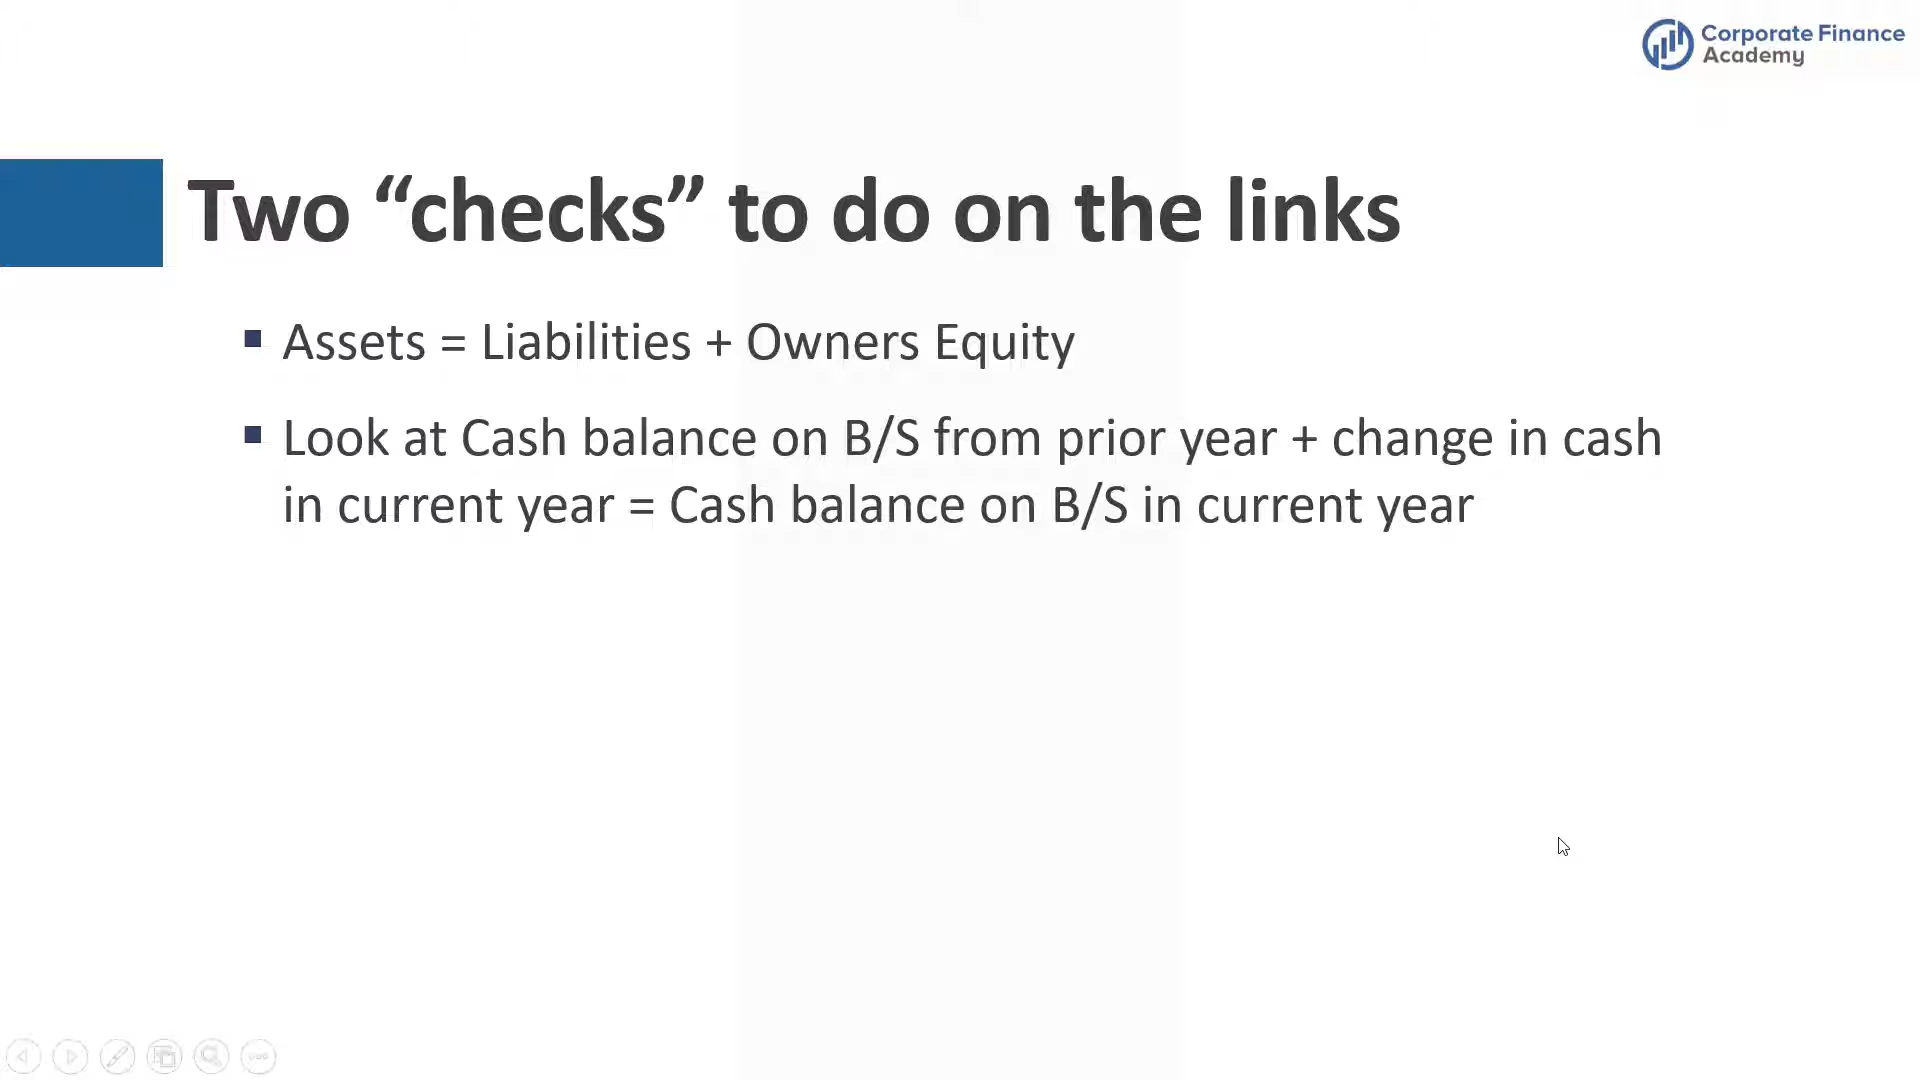 Corporate Finance
Academy
Two “checks” to do on the links
▪ Assets = Liabilities + Owners Equity
▪ Look at Cash balance on B/S from prior year + change in cash
in current year = Cash balance on B/S in current year